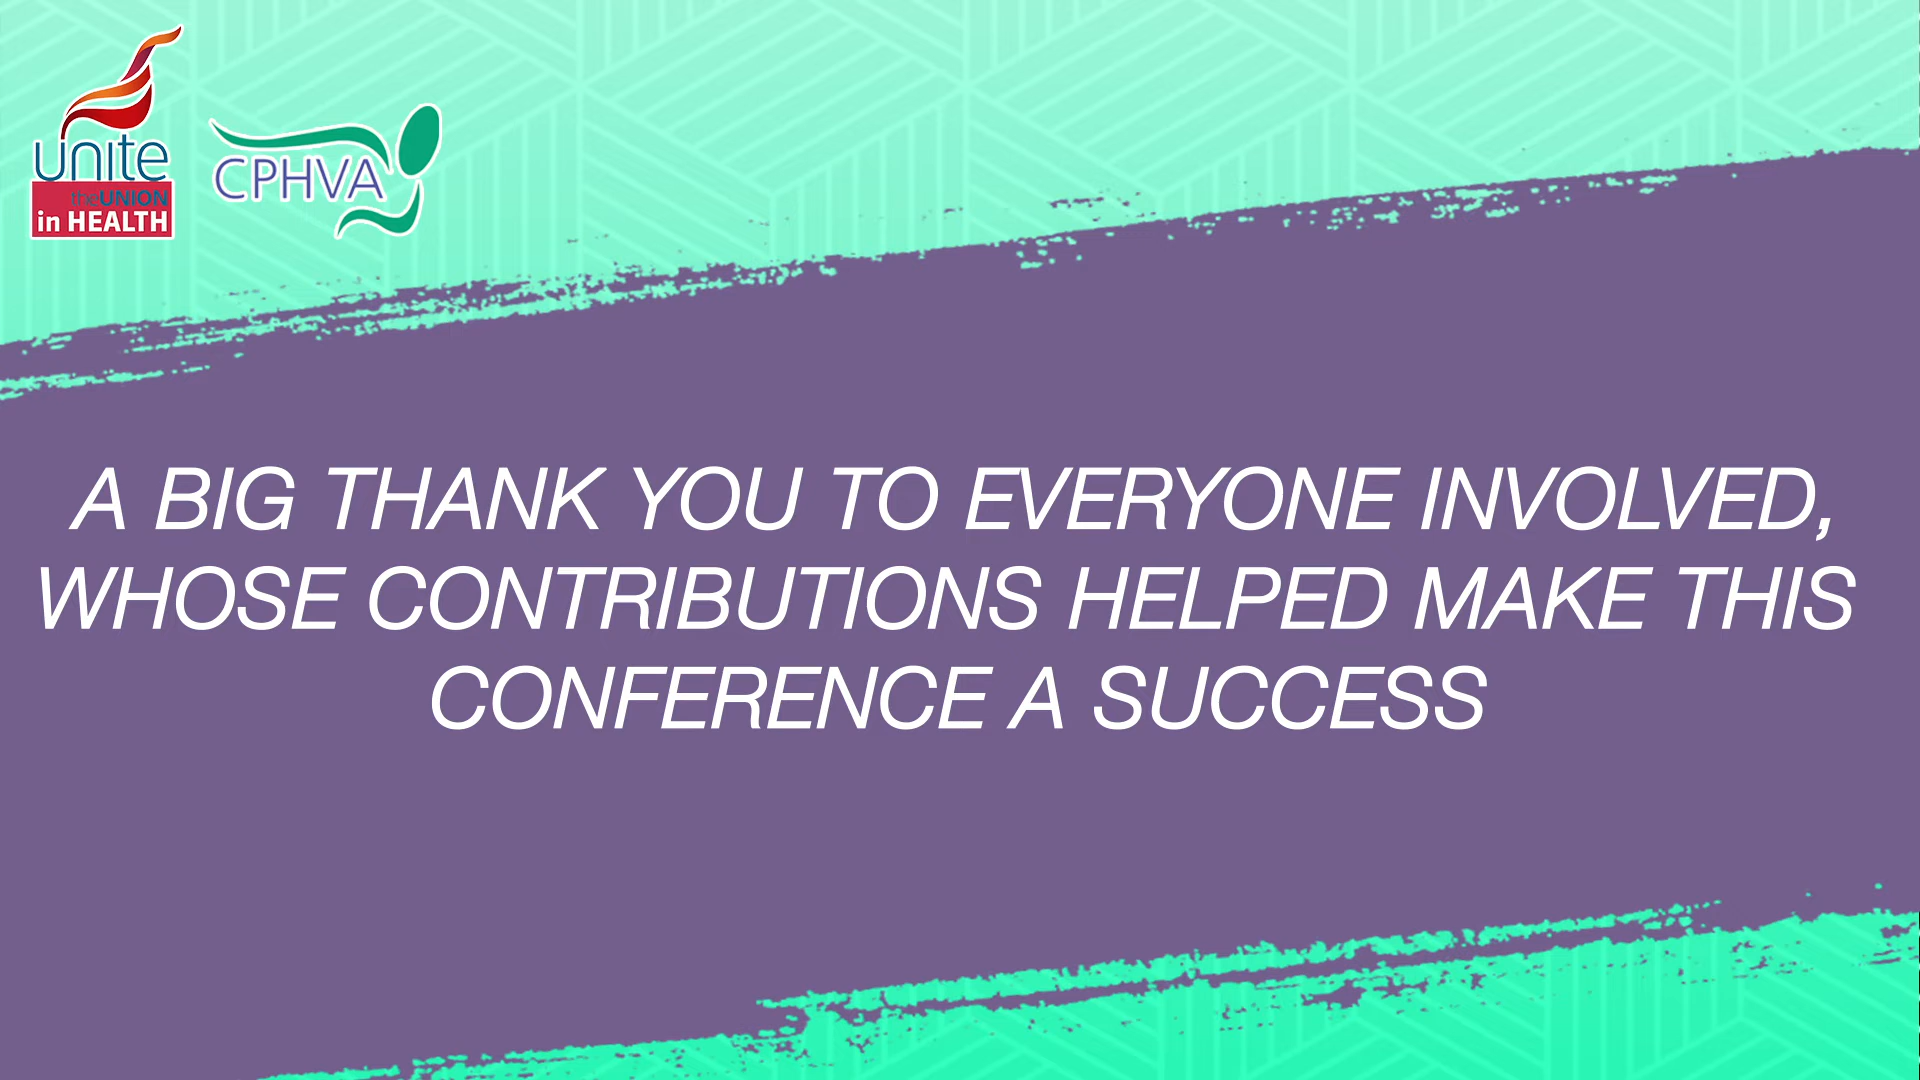 unite
theUNION
in HEALTH
CPHVA
A BIG THANK YOU TO EVERYONE INVOLVED,
WHOSE CONTRIBUTIONS HELPED MAKE THIS
CONFERENCE A SUCCESS